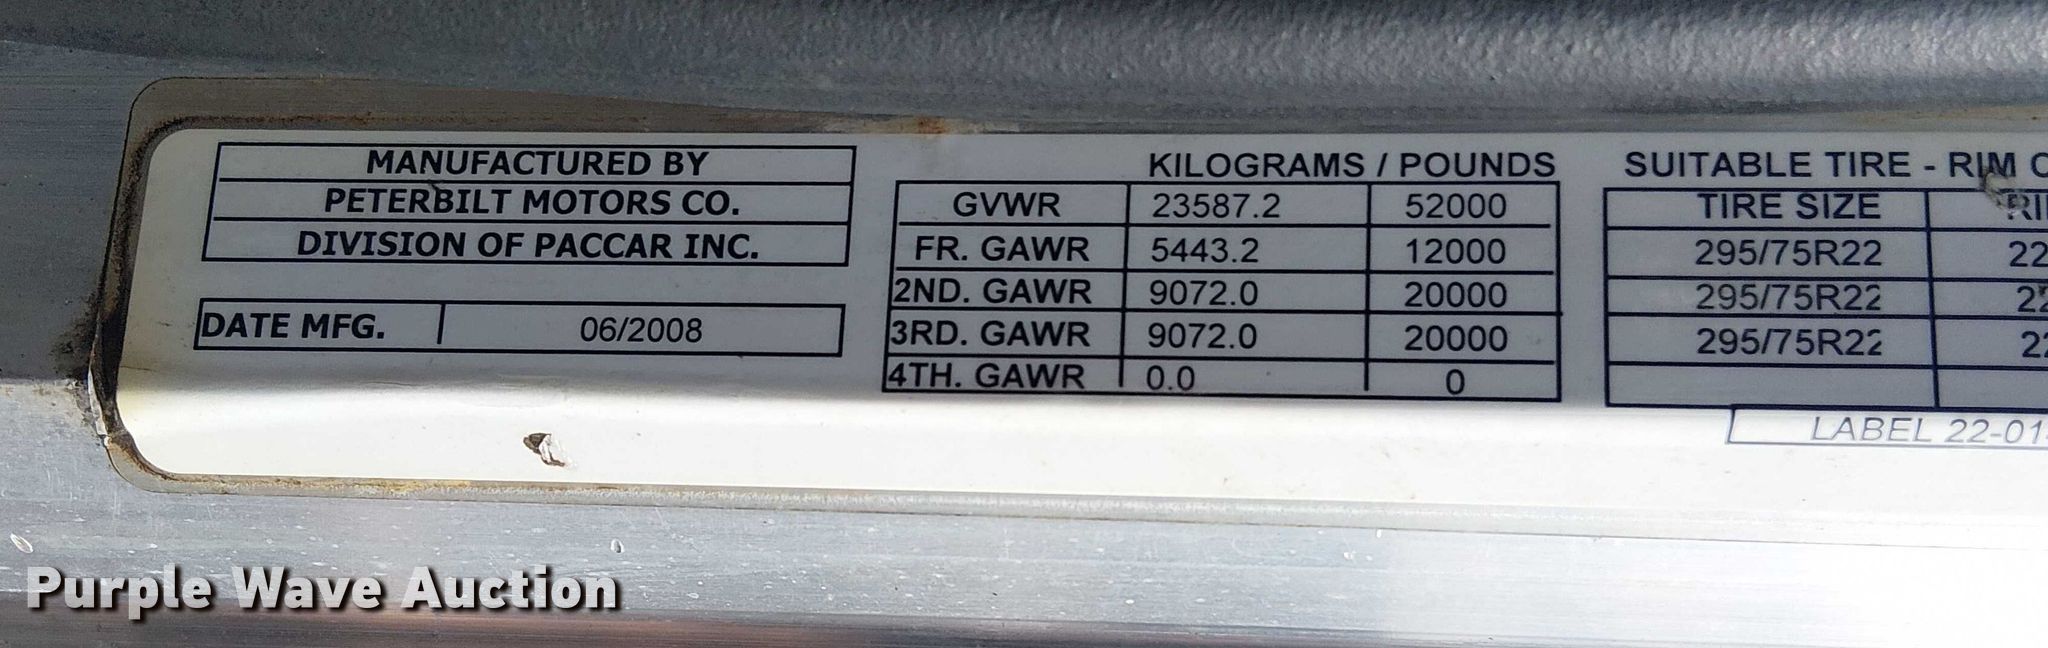 MANUFACTURED BY
PETERBILT MOTORS CO.
DIVISION OF PACCAR INC.
DATE MFG. 06/2008
KILOGRAMS / POUNDS
GVWR 23587.2 52000
FR. GAWR 5443.2 12000
2ND. GAWR 9072.0 20000
3RD. GAWR 9072.0 20000
4TH. GAWR 0.0 0
SUITABLE TIRE - RIM
TIRE SIZE
295/75R22
295/75R22
295/75R22
LABEL
Purple Wave Auction